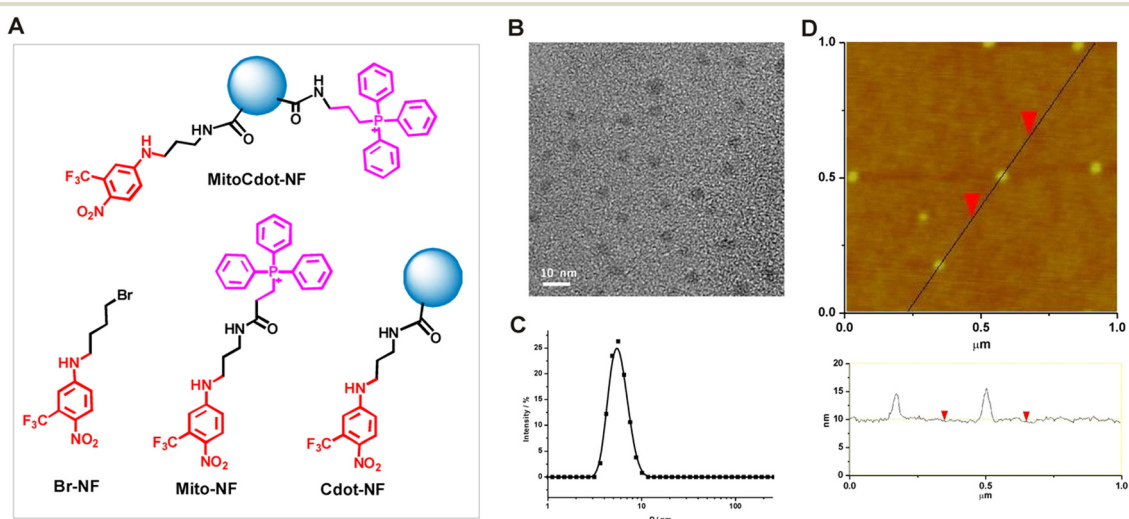 A
B
D
H
N
O
H
N
O
P
+
H
N
F3C
O2N
MitoCdot-NF
P
+
Br
HN
O
HN
O
HN
HN
HN
F3C
NO2
F3C
NO2
F3C
NO2
Br-NF
Mito-NF
Cdot-NF
10 nm
C
Intensity / %
25
20
15
10
5
0
1
10
100
1.0
0.5
0.0
0.0
0.5
1.0
μm
nm
20
15
10
5
0
0.0
0.5
1.0
μm